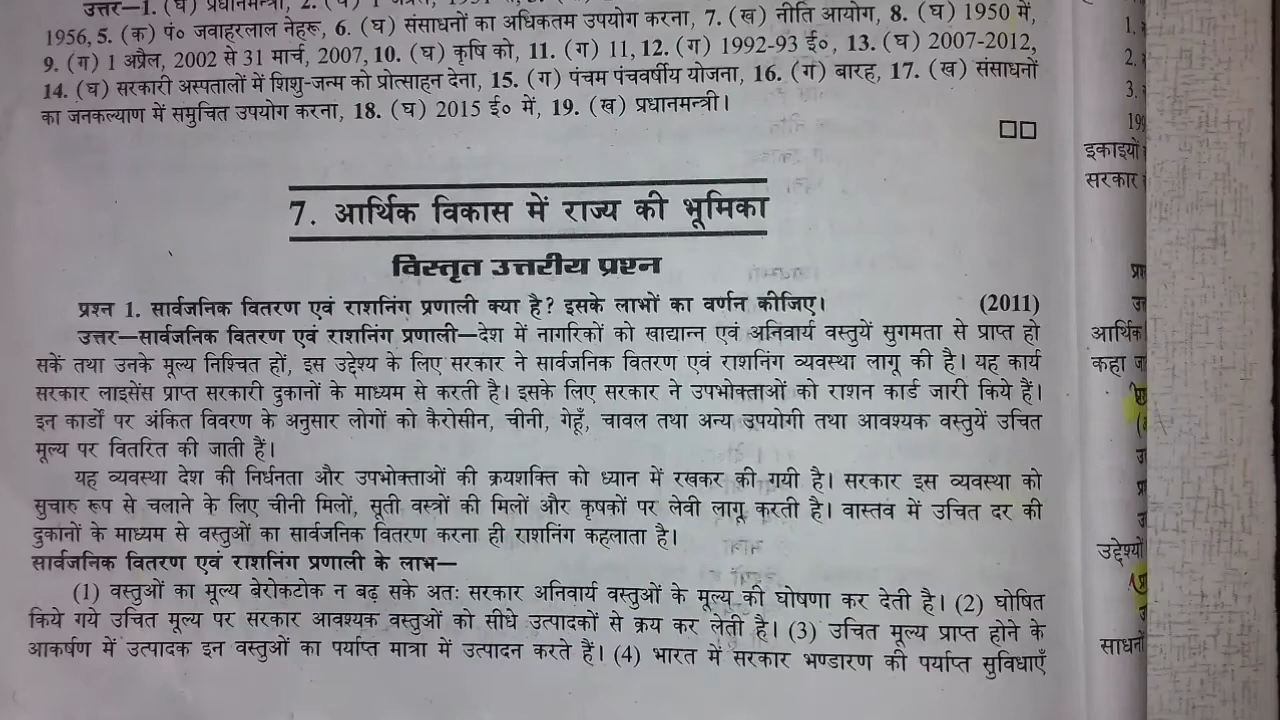 उत्तर—1. (घ) प्रधानमन्त्री, 2.
1956, 5. (क) पं० जवाहरलाल नेहरू, 6. (घ) संसाधनों का अधिकतम उपयोग करना, 7. (ख) नीति आयोग, 8. (घ) 1950 में,
9. (ग) 1 अप्रैल, 2002 से 31 मार्च, 2007, 10. (घ) कृषि को, 11. (ग) 11, 12. (ग) 1992-93 ई०, 13. (घ) 2007-2012,
14. (घ) सरकारी अस्पतालों में शिशु-जन्म को प्रोत्साहन देना, 15. (ग) पंचम पंचवर्षीय योजना, 16. (ग) बारह, 17. (ख) संसाधनों
का जनकल्याण में समुचित उपयोग करना, 18. (घ) 2015 ई० में, 19. (ख) प्रधानमन्त्री।
7. आर्थिक विकास में राज्य की भूमिका
विस्तृत उत्तरीय प्रश्न
प्रश्न 1. सार्वजनिक वितरण एवं राशनिंग प्रणाली क्या है? इसके लाभों का वर्णन कीजिए। (2011)
उत्तर—सार्वजनिक वितरण एवं राशनिंग प्रणाली—देश में नागरिकों को खाद्यान्न एवं अनिवार्य वस्तुयें सुगमता से प्राप्त हो
सकें तथा उनके मूल्य निश्चित हों, इस उद्देश्य के लिए सरकार ने सार्वजनिक वितरण एवं राशनिंग व्यवस्था लागू की है। यह कार्य
सरकार लाइसेंस प्राप्त सरकारी दुकानों के माध्यम से करती है। इसके लिए सरकार ने उपभोक्ताओं को राशन कार्ड जारी किये हैं।
इन कार्डों पर अंकित विवरण के अनुसार लोगों को कैरोसीन, चीनी, गेहूँ, चावल तथा अन्य उपयोगी तथा आवश्यक वस्तुयें उचित
मूल्य पर वितरित की जाती हैं।
यह व्यवस्था देश की निर्धनता और उपभोक्ताओं की क्रयशक्ति को ध्यान में रखकर की गयी है। सरकार इस व्यवस्था को
सुचारु रूप से चलाने के लिए चीनी मिलों, सूती वस्त्रों की मिलों और कृषकों पर लेवी लागू करती है। वास्तव में उचित दर की
दुकानों के माध्यम से वस्तुओं का सार्वजनिक वितरण करना ही राशनिंग कहलाता है।
सार्वजनिक वितरण एवं राशनिंग प्रणाली के लाभ—
(1) वस्तुओं का मूल्य बेरोकटोक न बढ़ सके अतः सरकार अनिवार्य वस्तुओं के मूल्य की घोषणा कर देती है। (2) घोषित
किये गये उचित मूल्य पर सरकार आवश्यक वस्तुओं को सीधे उत्पादकों से क्रय कर लेती है। (3) उचित मूल्य प्राप्त होने के
आकर्षण में उत्पादक इन वस्तुओं का पर्याप्त मात्रा में उत्पादन करते हैं। (4) भारत में सरकार भण्डारण की पर्याप्त सुविधाएँ
1.
2.
3.
199
इकाइयों
सरकार
आर्थिक
कहा
उद्देश्यों
साधनों